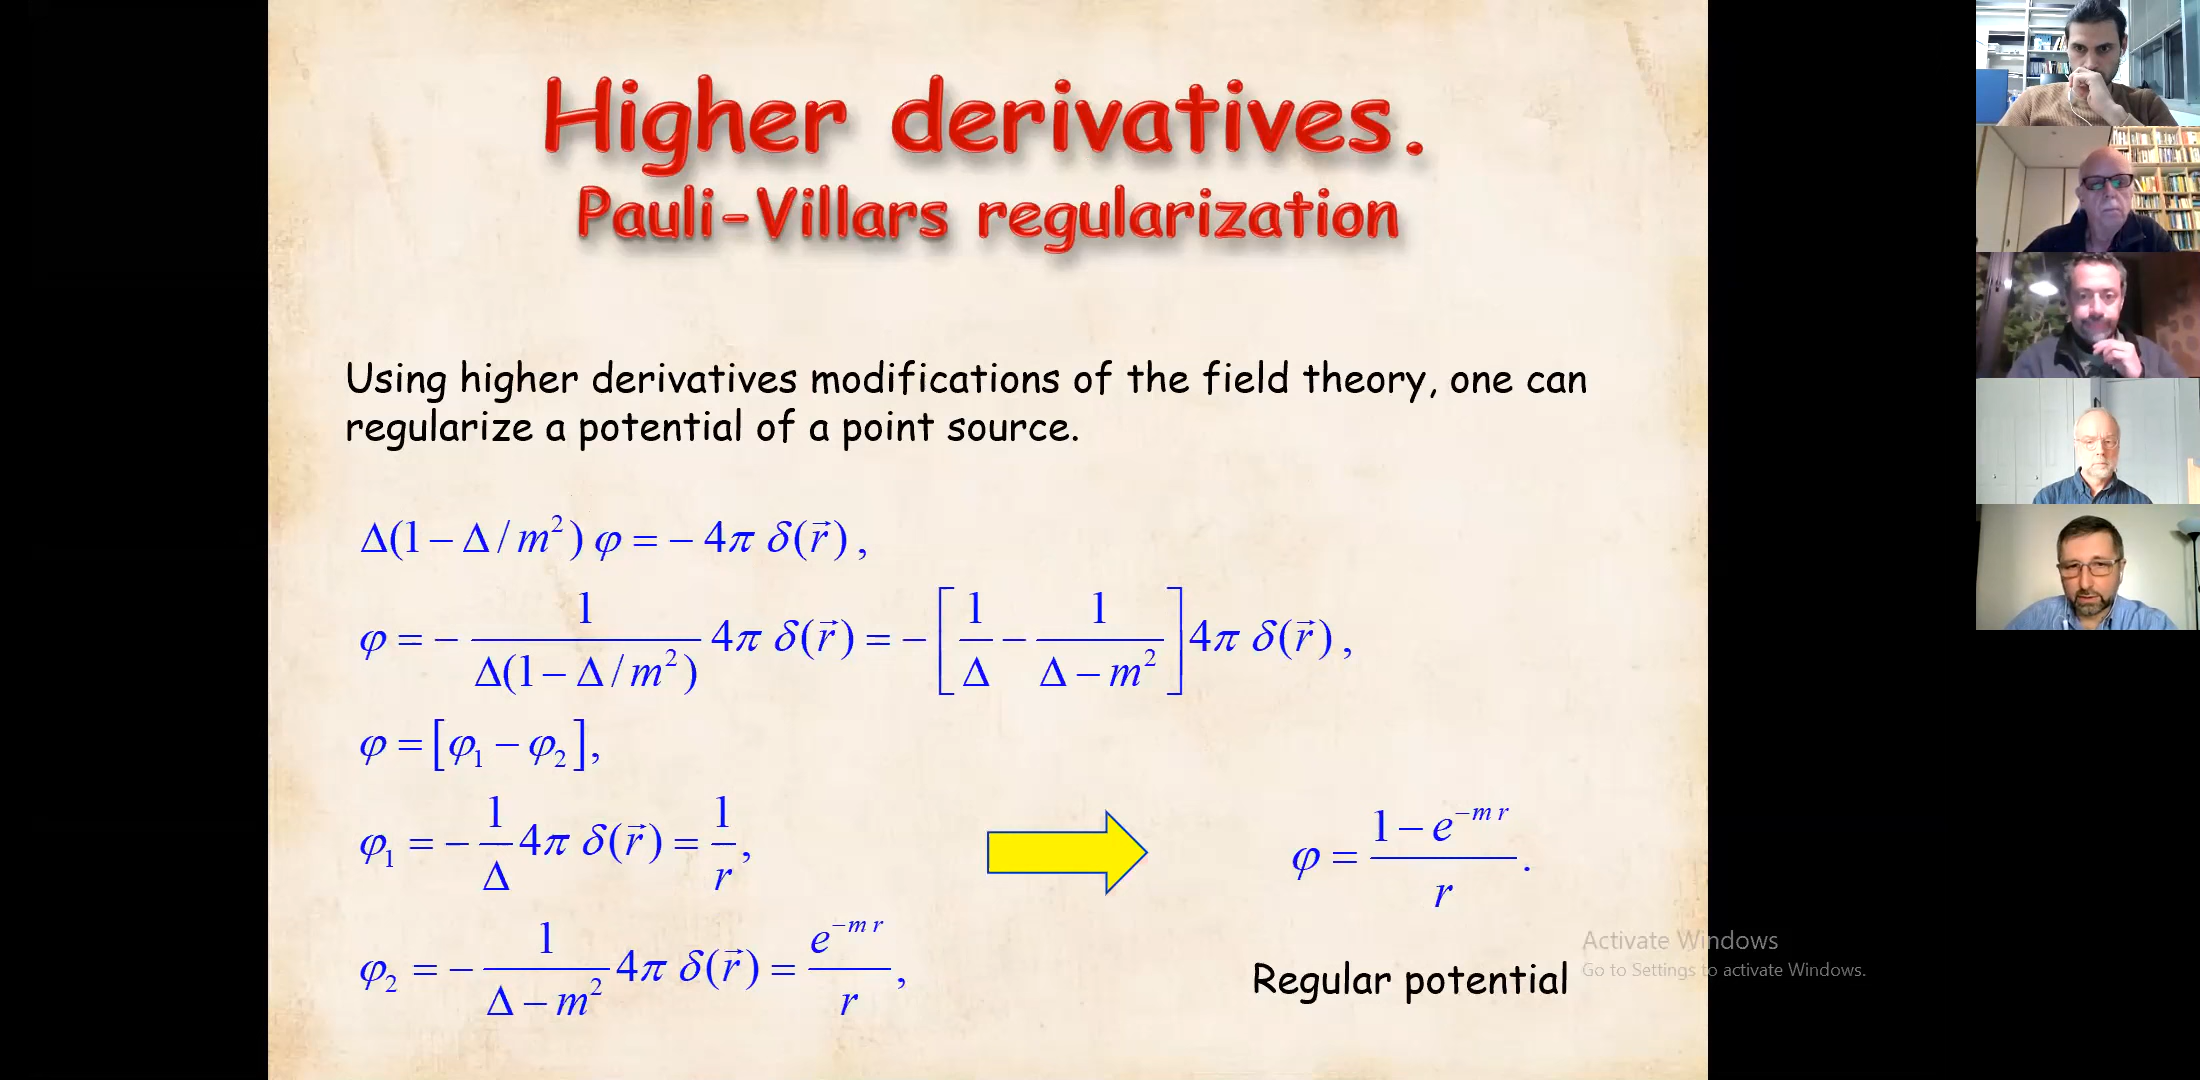 Higher derivatives.
Pauli-Villars regularization
Using higher derivatives modifications of the field theory, one can
regularize a potential of a point source.
Δ(1 − Δ / m²) φ = − 4π δ(r⃗) ,
φ = − 1/(Δ(1 − Δ / m²)) 4π δ(r⃗) = − [1/Δ − 1/(Δ − m²)] 4π δ(r⃗) ,
φ = [φ₁ − φ₂],
φ₁ = − 1/Δ 4π δ(r⃗) = 1/r,
φ = (1 − e^(−m r))/r .
φ₂ = − 1/(Δ − m²) 4π δ(r⃗) = e^(−m r)/r ,
Regular potential
Activate Windows
Go to Settings to activate Windows.